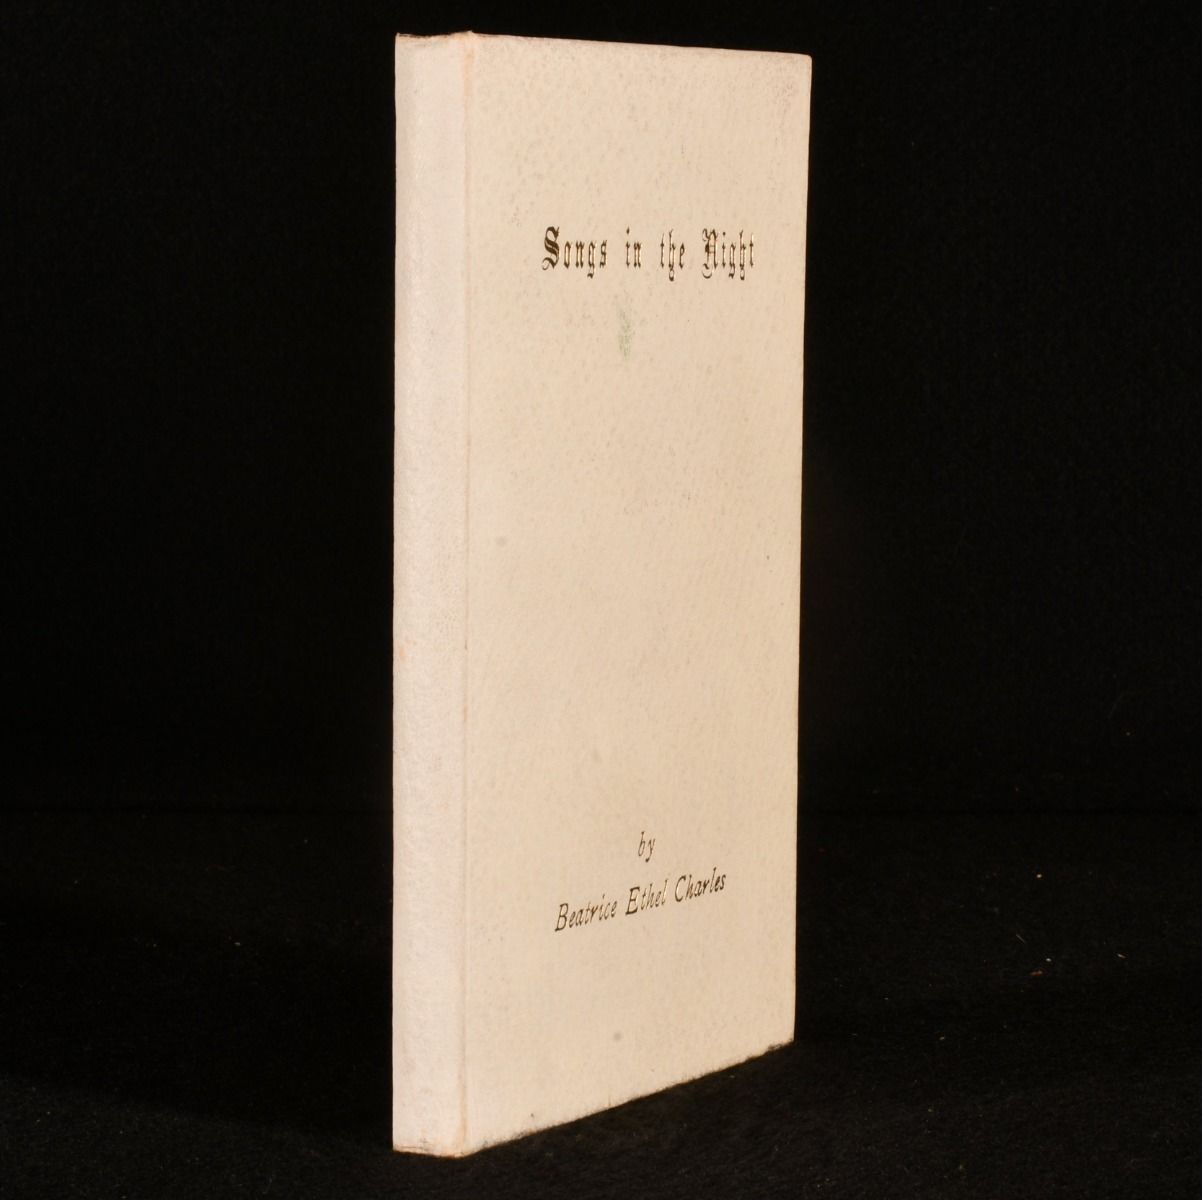 Songs in the Night
by
Beatrice Ethel Charles